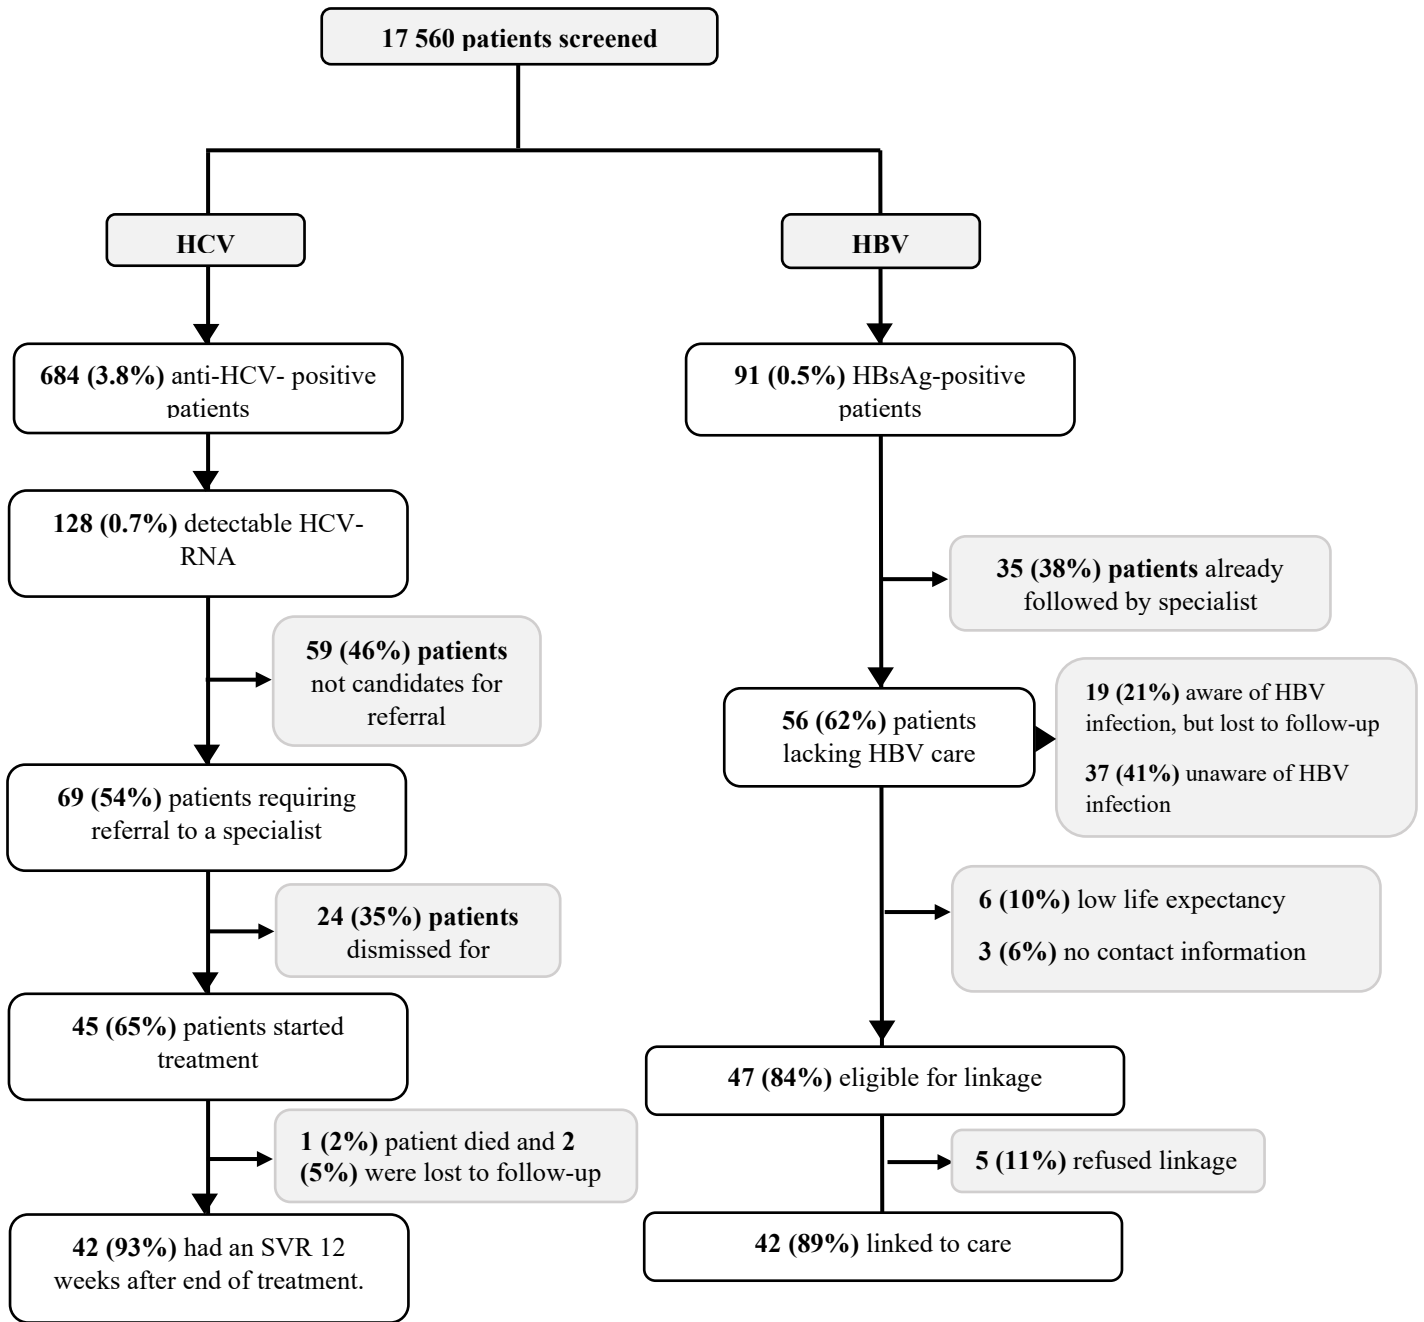 17 560 patients screened
HCV
684 (3.8%) anti-HCV- positive
patients
128 (0.7%) detectable HCV-
RNA
59 (46%) patients
not candidates for
referral
69 (54%) patients requiring
referral to a specialist
24 (35%) patients
dismissed for
45 (65%) patients started
treatment
1 (2%) patient died and 2
(5%) were lost to follow-up
42 (93%) had an SVR 12
weeks after end of treatment.
HBV
91 (0.5%) HBsAg-positive
patients
35 (38%) patients already
followed by specialist
56 (62%) patients
lacking HBV care
19 (21%) aware of HBV
infection, but lost to follow-up
37 (41%) unaware of HBV
infection
6 (10%) low life expectancy
3 (6%) no contact information
47 (84%) eligible for linkage
5 (11%) refused linkage
42 (89%) linked to care